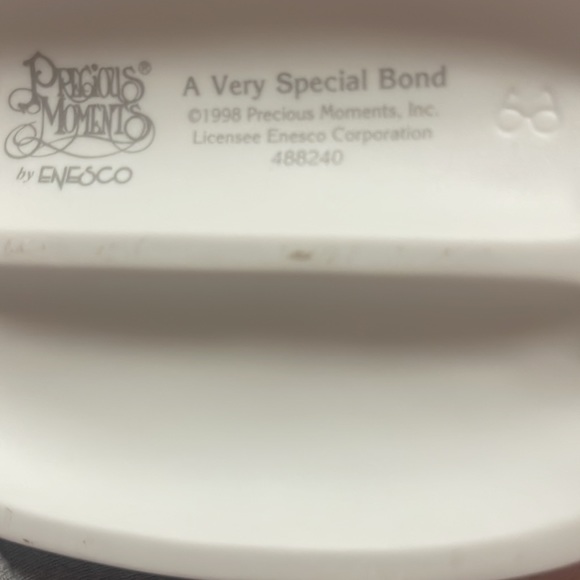 PRECIOUS®
MOMENTS
by ENESCO
A Very Special Bond
©1998 Precious Moments, Inc.
Licensee Enesco Corporation
488240